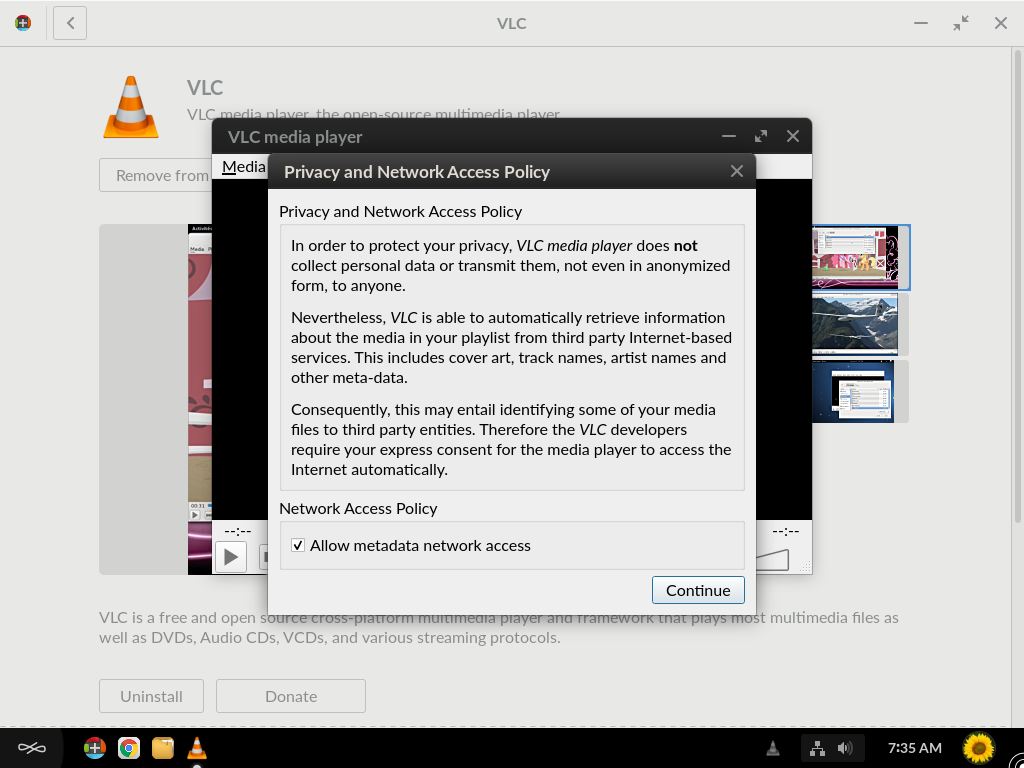 VLC
VLC
VLC media player, the open-source multimedia player
VLC media player
Remove from
Media
Privacy and Network Access Policy
Privacy and Network Access Policy
In order to protect your privacy, VLC media player does not
collect personal data or transmit them, not even in anonymized
form, to anyone.
Nevertheless, VLC is able to automatically retrieve information
about the media in your playlist from third party Internet-based
services. This includes cover art, track names, artist names and
other meta-data.
Consequently, this may entail identifying some of your media
files to third party entities. Therefore the VLC developers
require your express consent for the media player to access the
Internet automatically.
Network Access Policy
--:-- --:--
Allow metadata network access
Continue
VLC is a free and open source cross-platform multimedia player and framework that plays most multimedia files as
well as DVDs, Audio CDs, VCDs, and various streaming protocols.
Uninstall Donate
7:35 AM